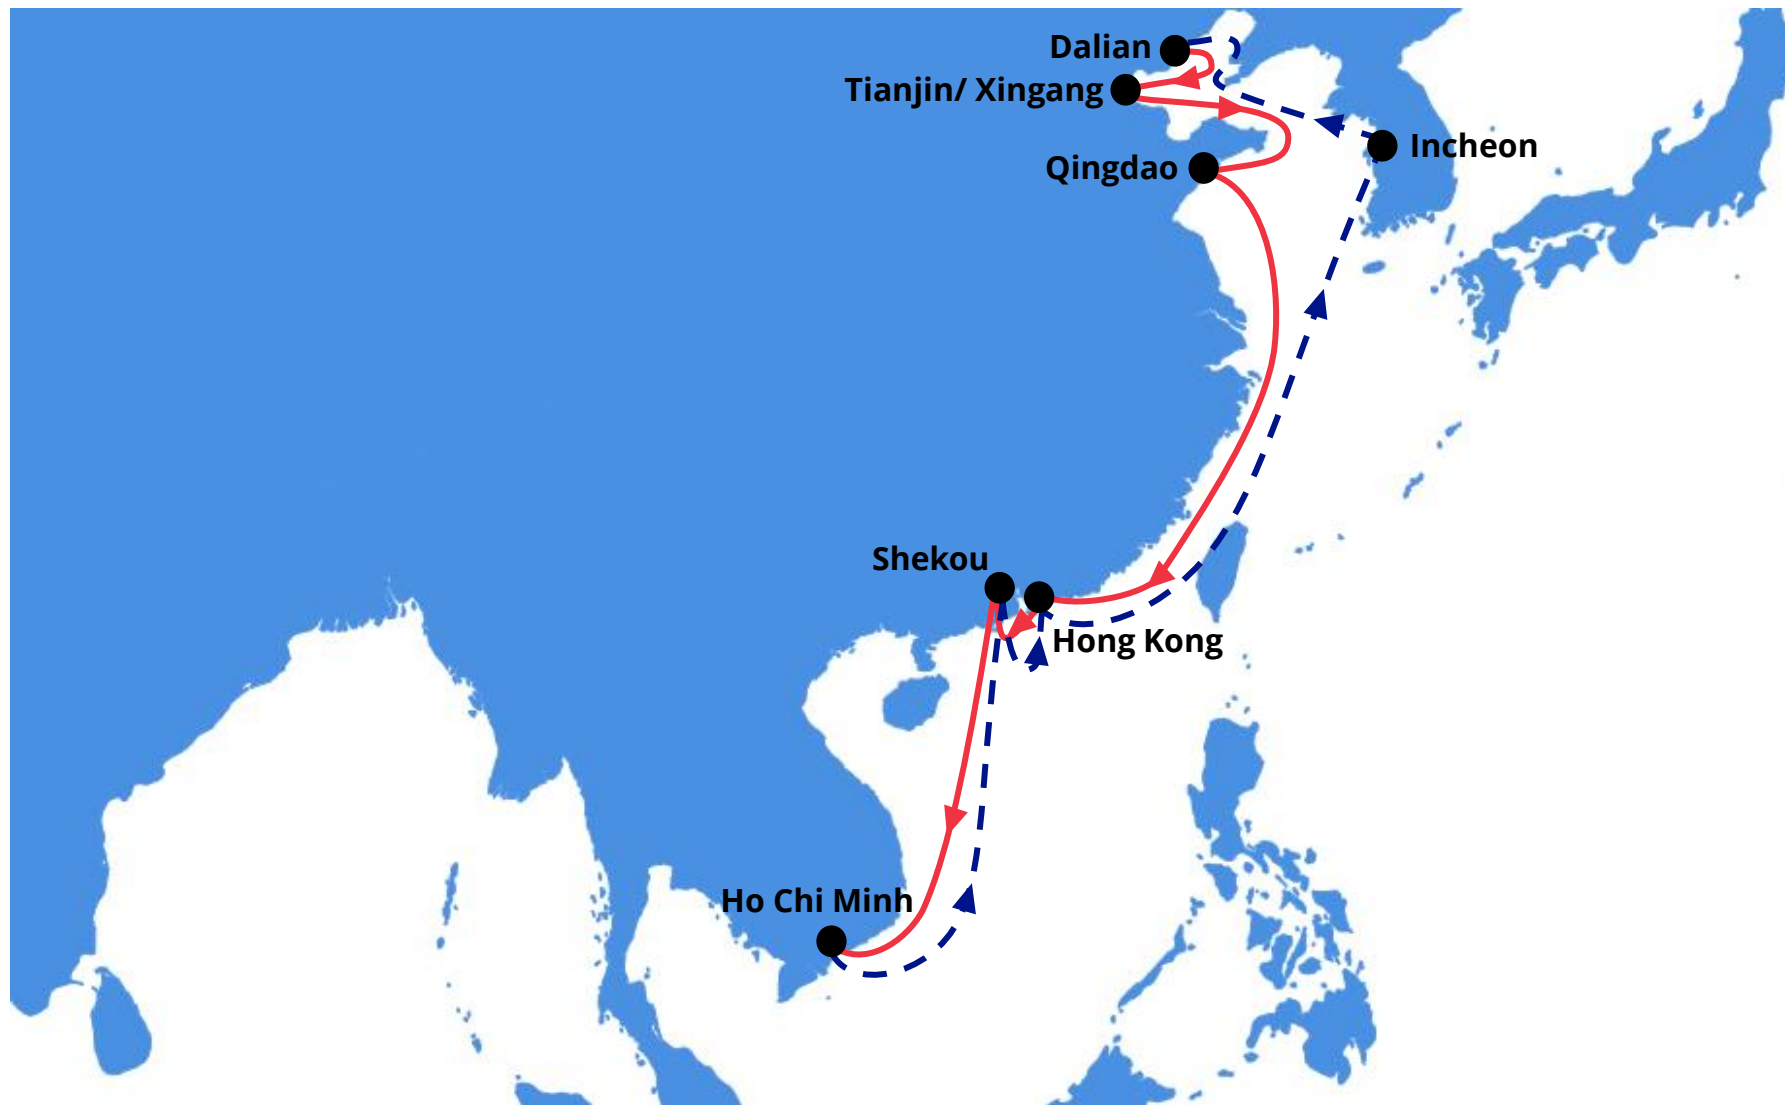 Dalian
Tianjin/ Xingang
Incheon
Qingdao
Shekou
Hong Kong
Ho Chi Minh